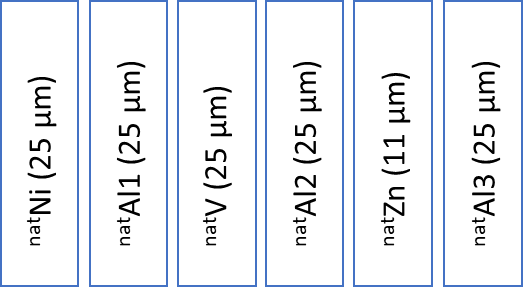 natNi (25 μm)
natAl1 (25 μm)
natV (25 μm)
natAl2 (25 μm)
natZn (11 μm)
natAl3 (25 μm)